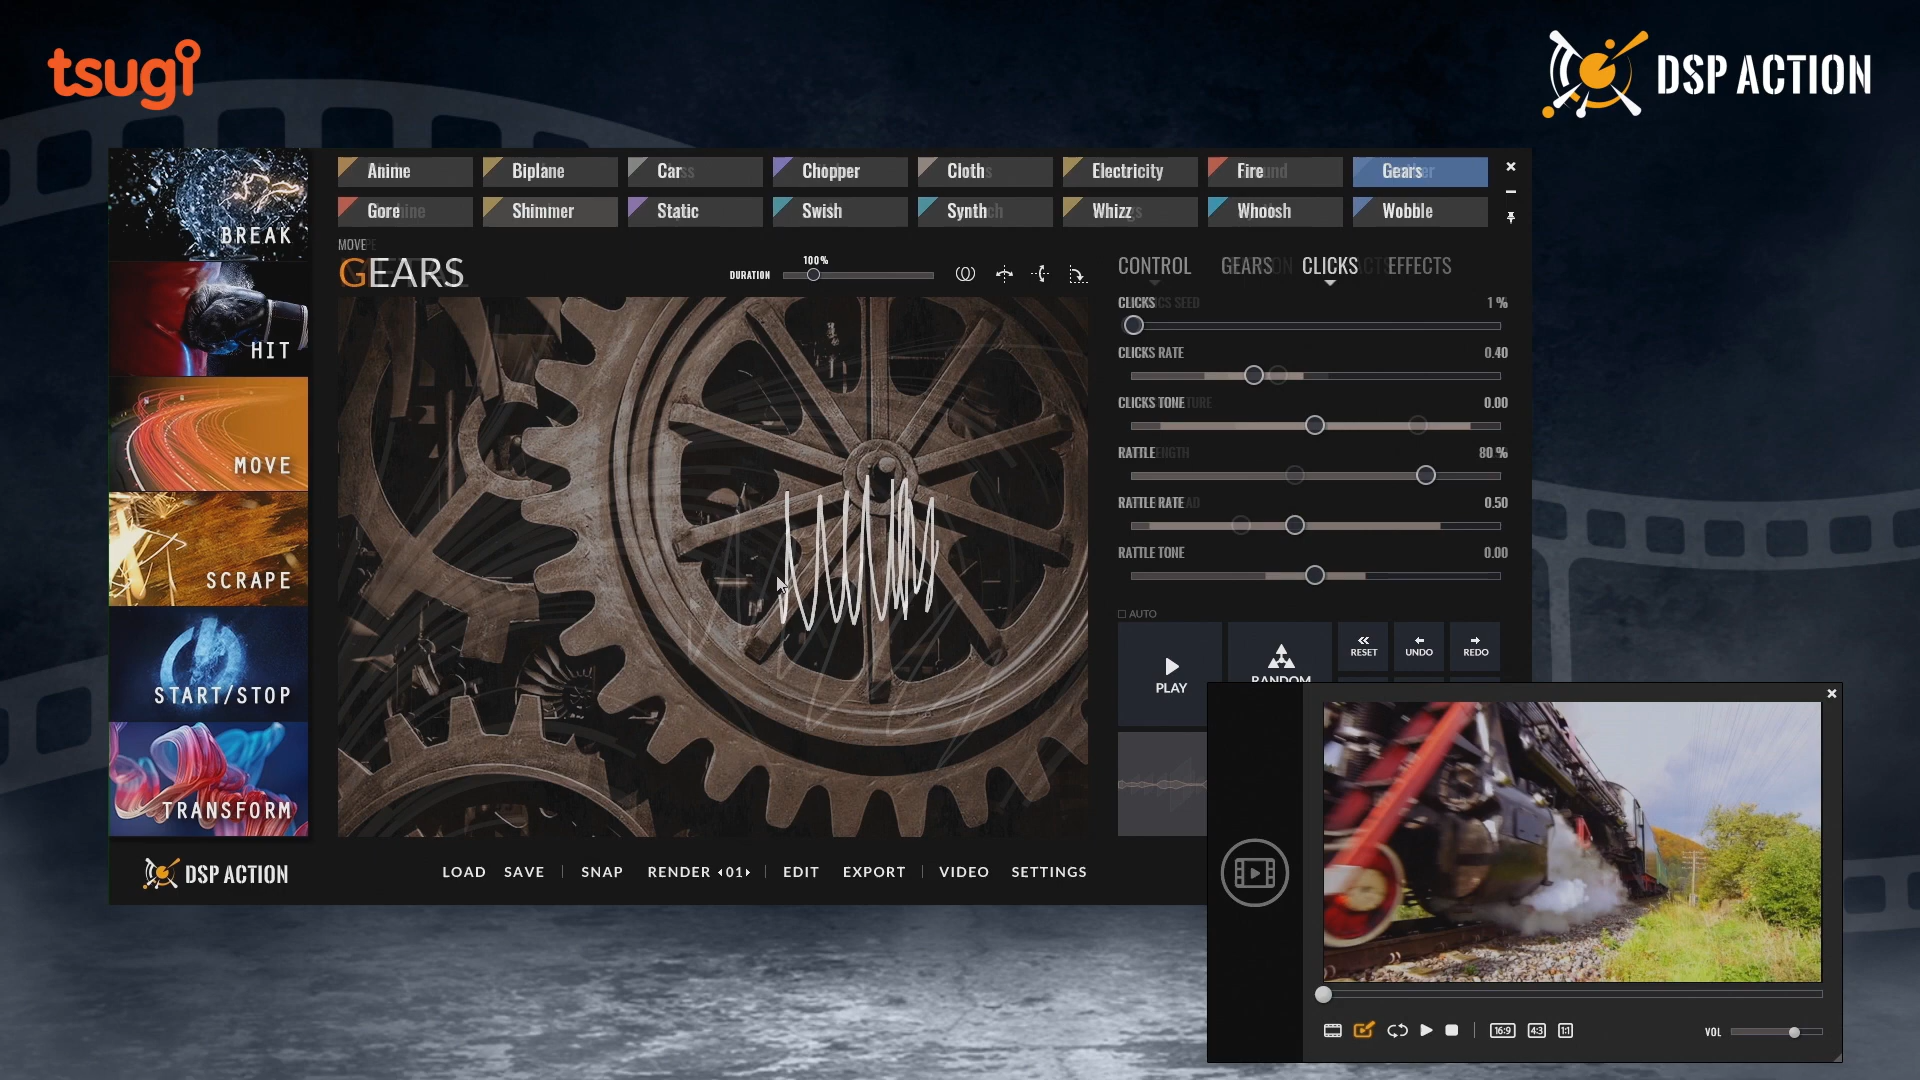 tsugi
DSP ACTION
Anime Biplane Car Chopper Cloth Electricity Fire Gears
Gore Shimmer Static Swish Synth Whizz Whoosh Wobble
BREAK
HIT
MOVE
SCRAPE
START/STOP
TRANSFORM
MOVE
GEARS
DURATION 100%
CONTROL GEARS CLICKS EFFECTS
CLICKS 1 %
CLICKS RATE 0.40
CLICKS TONE 0.00
RATTLE 80 %
RATTLE RATE 0.50
RATTLE TONE 0.00
AUTO
PLAY RANDOM RESET UNDO REDO
DSP ACTION
LOAD SAVE SNAP RENDER 01 EDIT EXPORT VIDEO SETTINGS
16:9 4:3 1:1 VOL